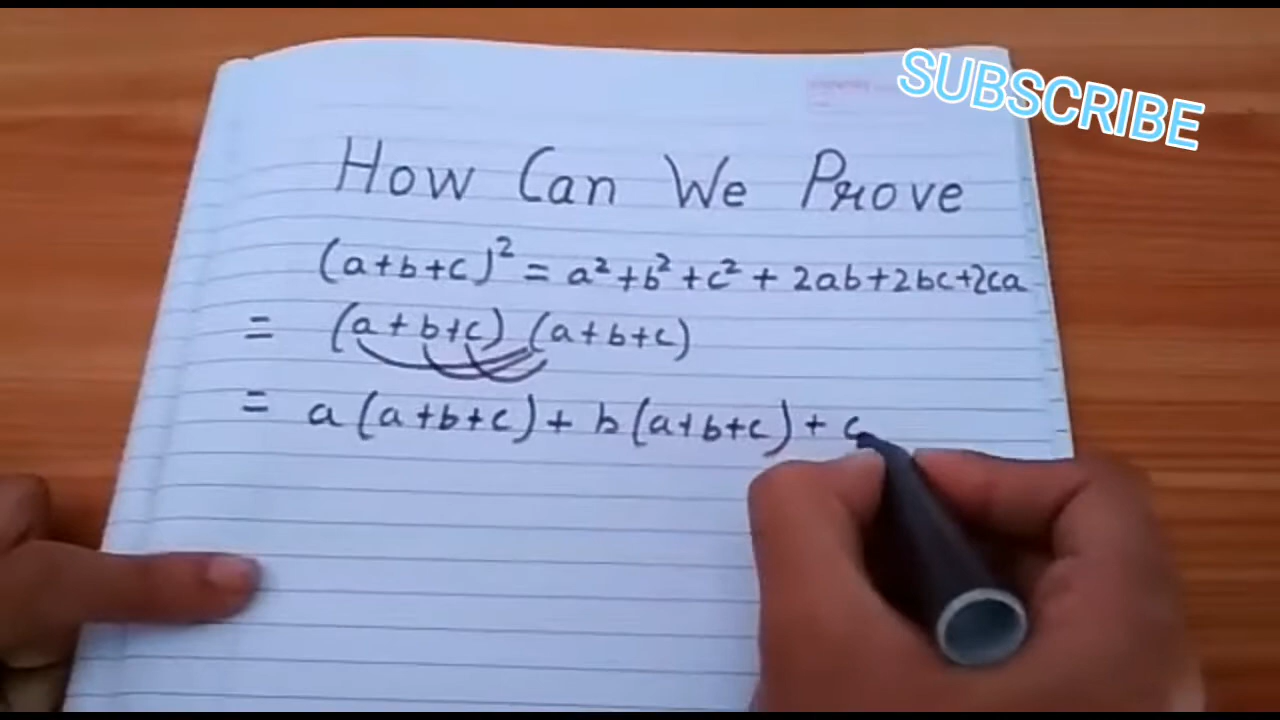 SUBSCRIBE
How Can We Prove
(a+b+c)² = a²+b²+c² + 2ab+2bc+2ca
= (a+b+c) (a+b+c)
= a(a+b+c)+ b(a+b+c) + c